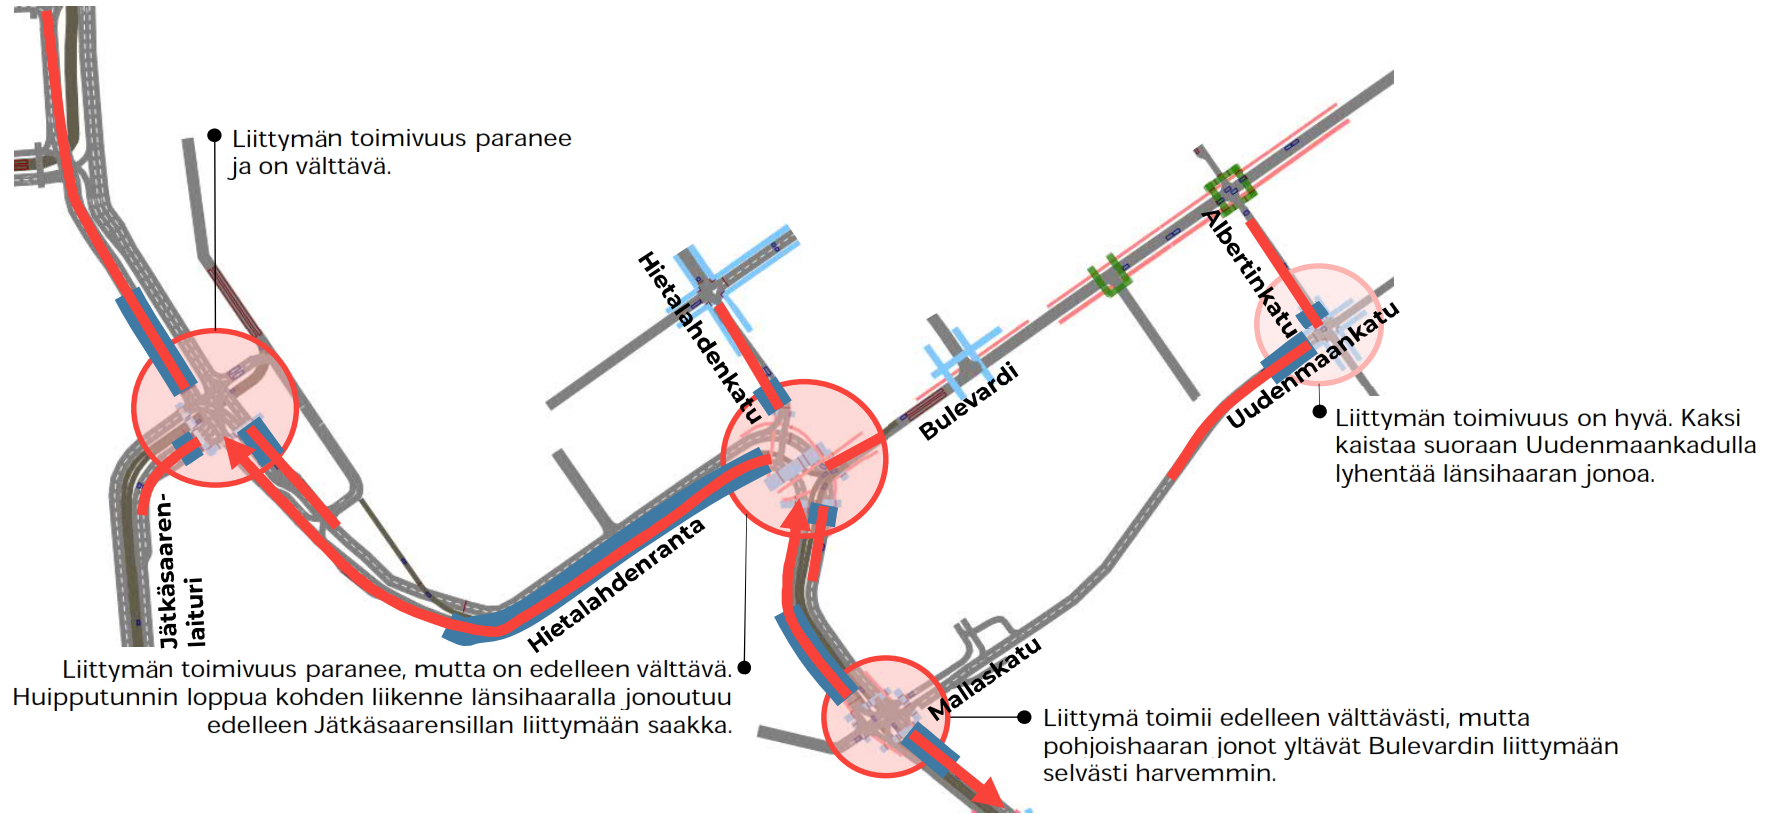 Liittymän toimivuus paranee
ja on välttävä.
Hietalahdenkatu
Albertinkatu
Uudenmaankatu
Bulevardi
Liittymän toimivuus on hyvä. Kaksi
kaistaa suoraan Uudenmaankadulla
lyhentää länsihaaran jonoa.
Jätkäsaaren-
laituri
Hietalahdenranta
Mallaskatu
Liittymän toimivuus paranee, mutta on edelleen välttävä.
Huipputunnin loppua kohden liikenne länsihaaralla jonoutuu
edelleen Jätkäsaarensillan liittymään saakka.
Liittymä toimii edelleen välttävästi, mutta
pohjoishaaran jonot yltävät Bulevardin liittymään
selvästi harvemmin.